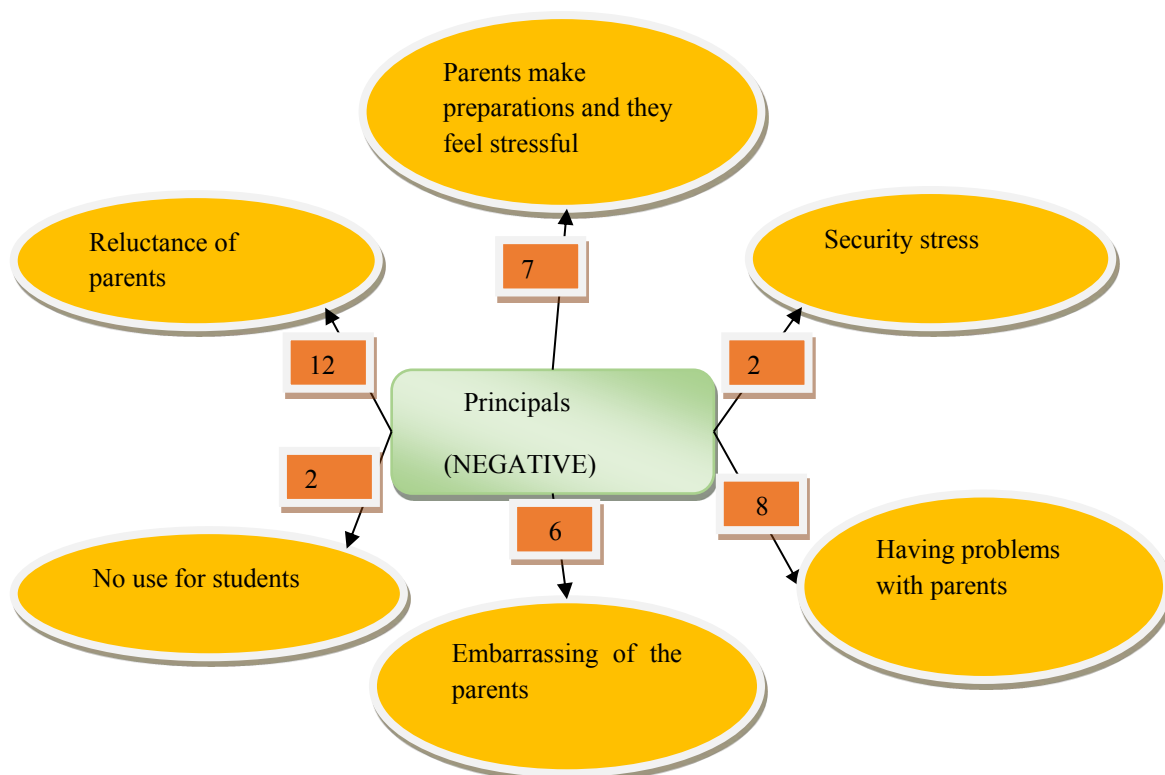 Parents make
preparations and they
feel stressful
Reluctance of
parents
Security stress
7
12
2
Principals
(NEGATIVE)
2
6
8
No use for students
Embarrassing of the
parents
Having problems
with parents